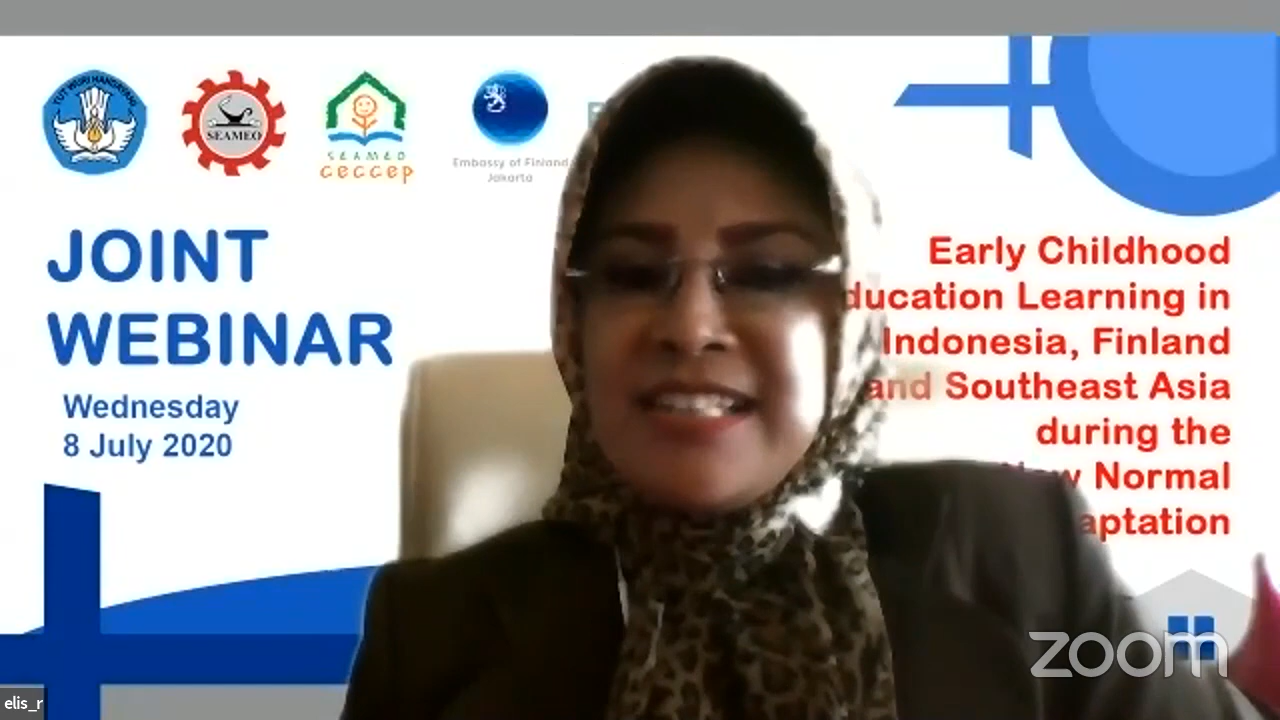 TUT WURI HANDAYANI
SEAMEO
SEAMEO
ceccep
Embassy of Finland
Jakarta
JOINT
WEBINAR
Wednesday
8 July 2020
Early Childhood
ducation Learning in
Indonesia, Finland
and Southeast Asia
during the
w Normal
aptation
zoom
elis_r